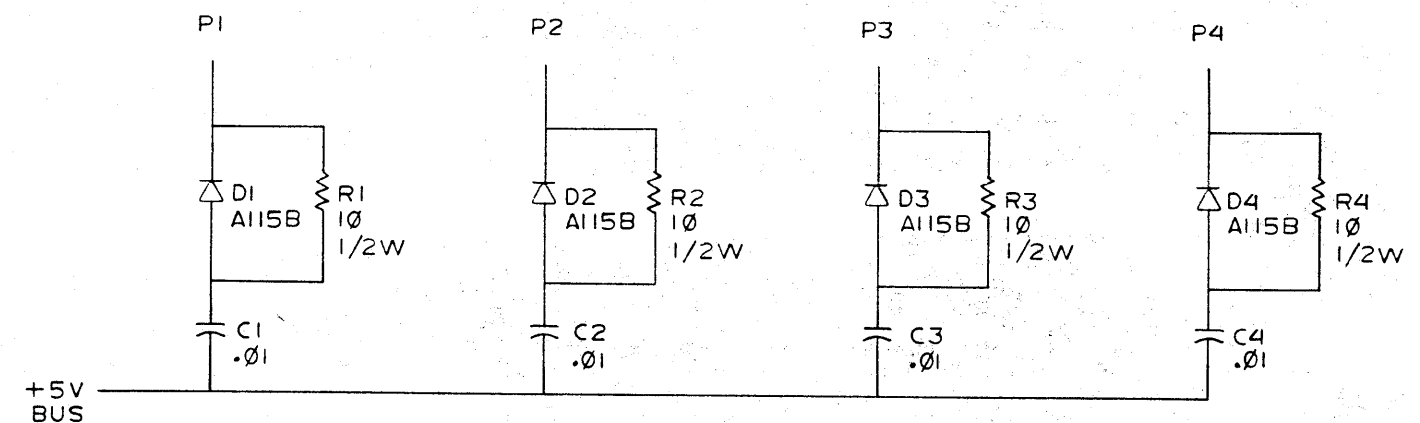 P1
P2
P3
P4
D1
A115B
R1
1Ø
1/2W
D2
A115B
R2
1Ø
1/2W
D3
A115B
R3
1Ø
1/2W
D4
A115B
R4
1Ø
1/2W
C1
.Ø1
C2
.Ø1
C3
.Ø1
C4
.Ø1
+5V
BUS